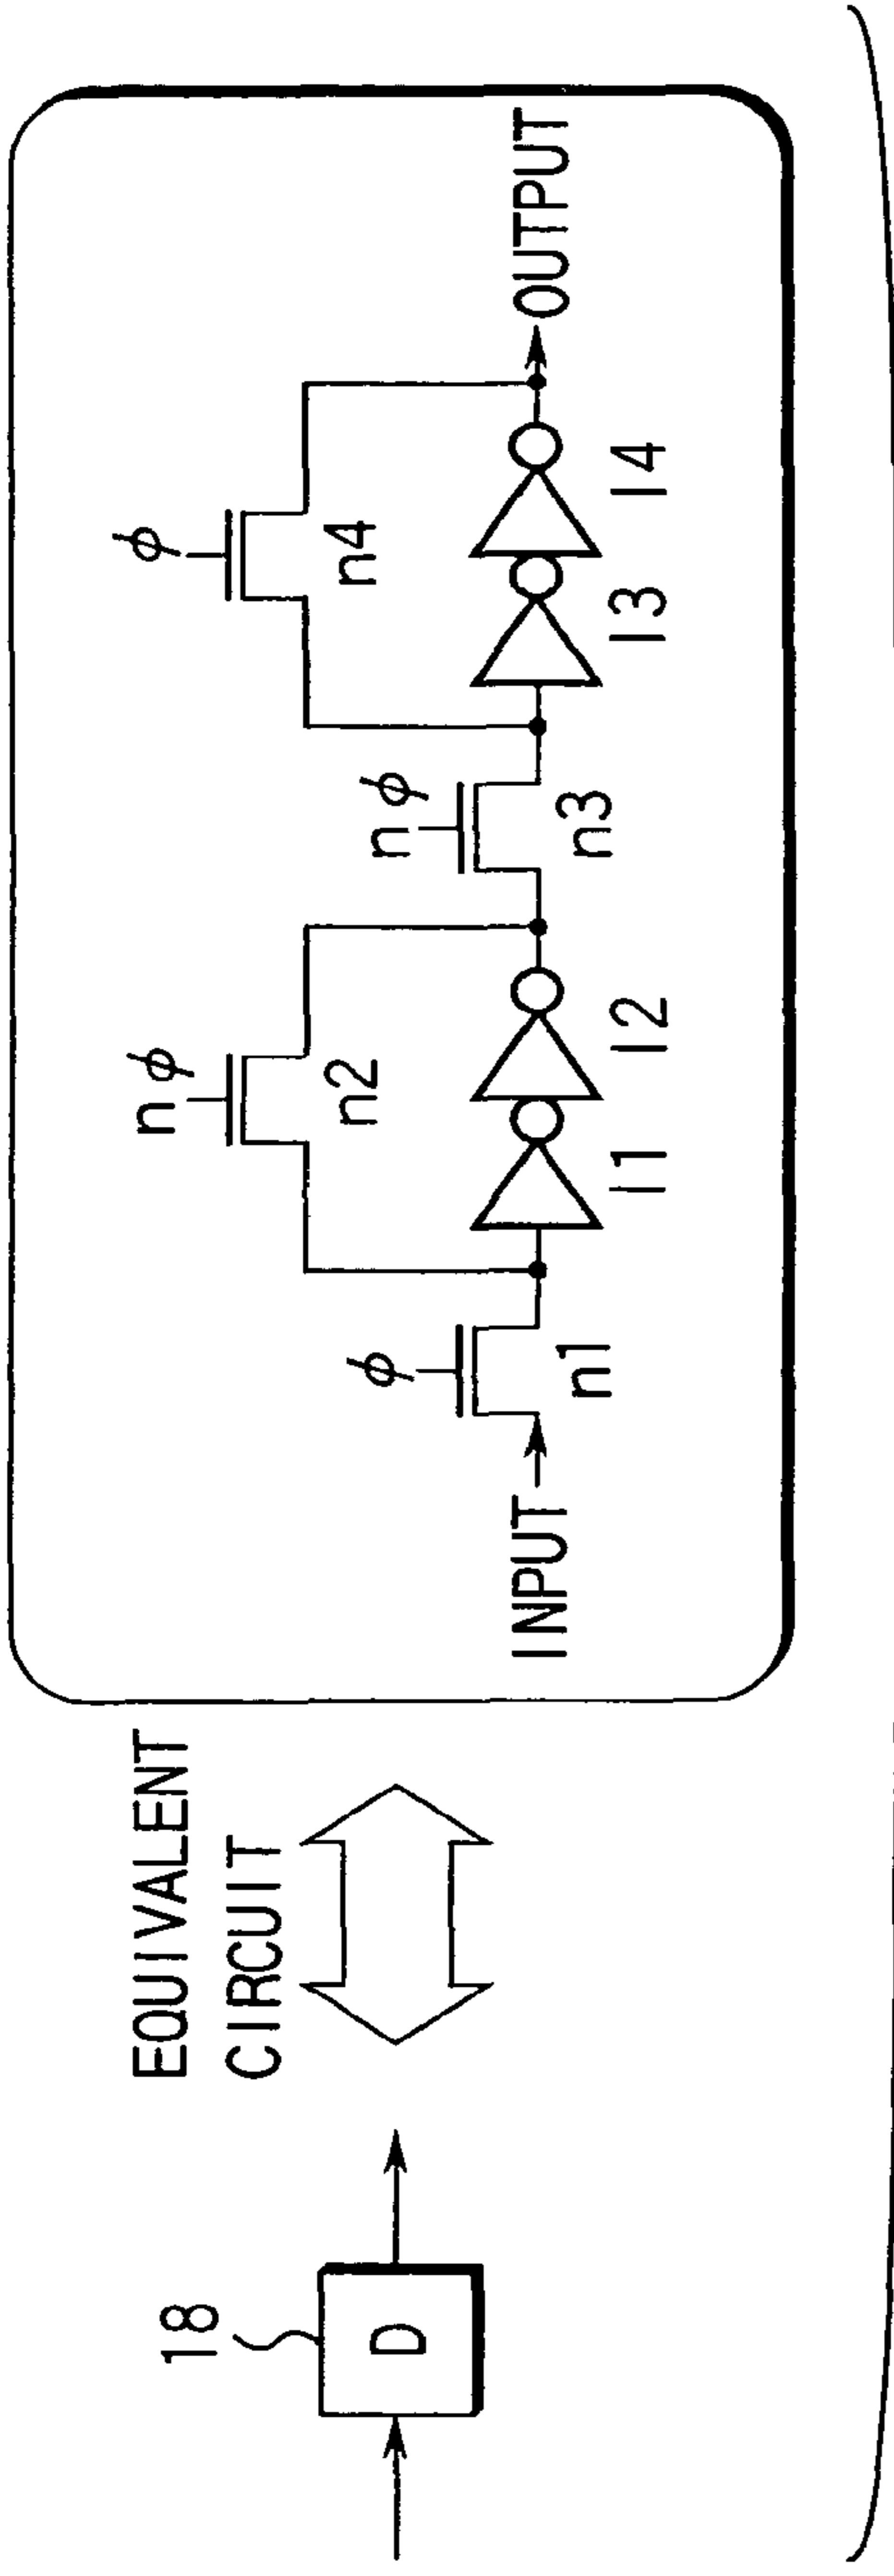 18
D
EQUIVALENT
CIRCUIT
INPUT
ϕ
n1
nϕ
n2
I1
I2
nϕ
n3
ϕ
n4
I3
I4
OUTPUT